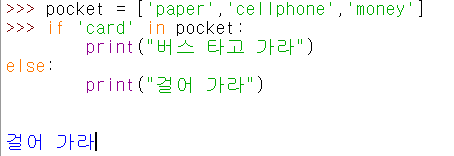 >>> pocket = ['paper','cellphone','money']
>>> if 'card' in pocket:
        print("버스 타고 가라")
else:
        print("걸어 가라")
걸어 가라